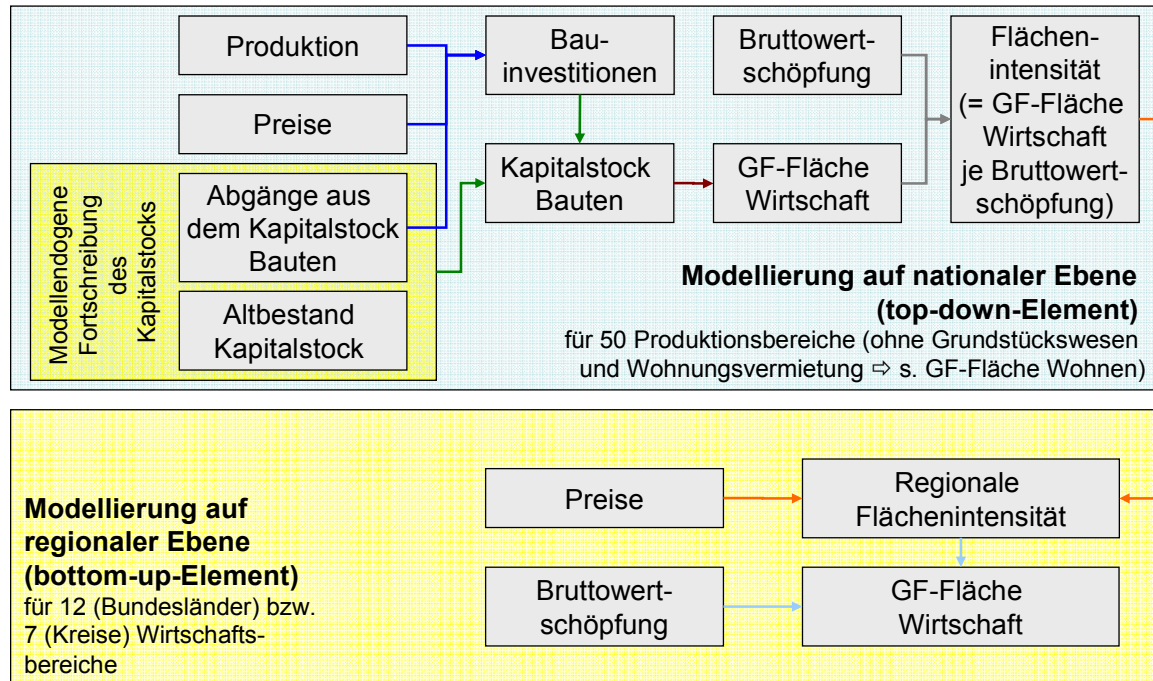 Produktion
Bau-
investitionen
Bruttowert-
schöpfung
Flächen-
intensität
(= GF-Fläche
Wirtschaft
je Bruttowert-
schöpfung)
Preise
Modellendogene
Fortschreibung
des
Kapitalstocks
Abgänge aus
dem Kapitalstock
Bauten
Kapitalstock
Bauten
GF-Fläche
Wirtschaft
Altbestand
Kapitalstock
Modellierung auf nationaler Ebene
(top-down-Element)
für 50 Produktionsbereiche (ohne Grundstückswesen
und Wohnungsvermietung ⇨ s. GF-Fläche Wohnen)
Modellierung auf
regionaler Ebene
(bottom-up-Element)
für 12 (Bundesländer) bzw.
7 (Kreise) Wirtschafts-
bereiche
Preise
Regionale
Flächenintensität
Bruttowert-
schöpfung
GF-Fläche
Wirtschaft